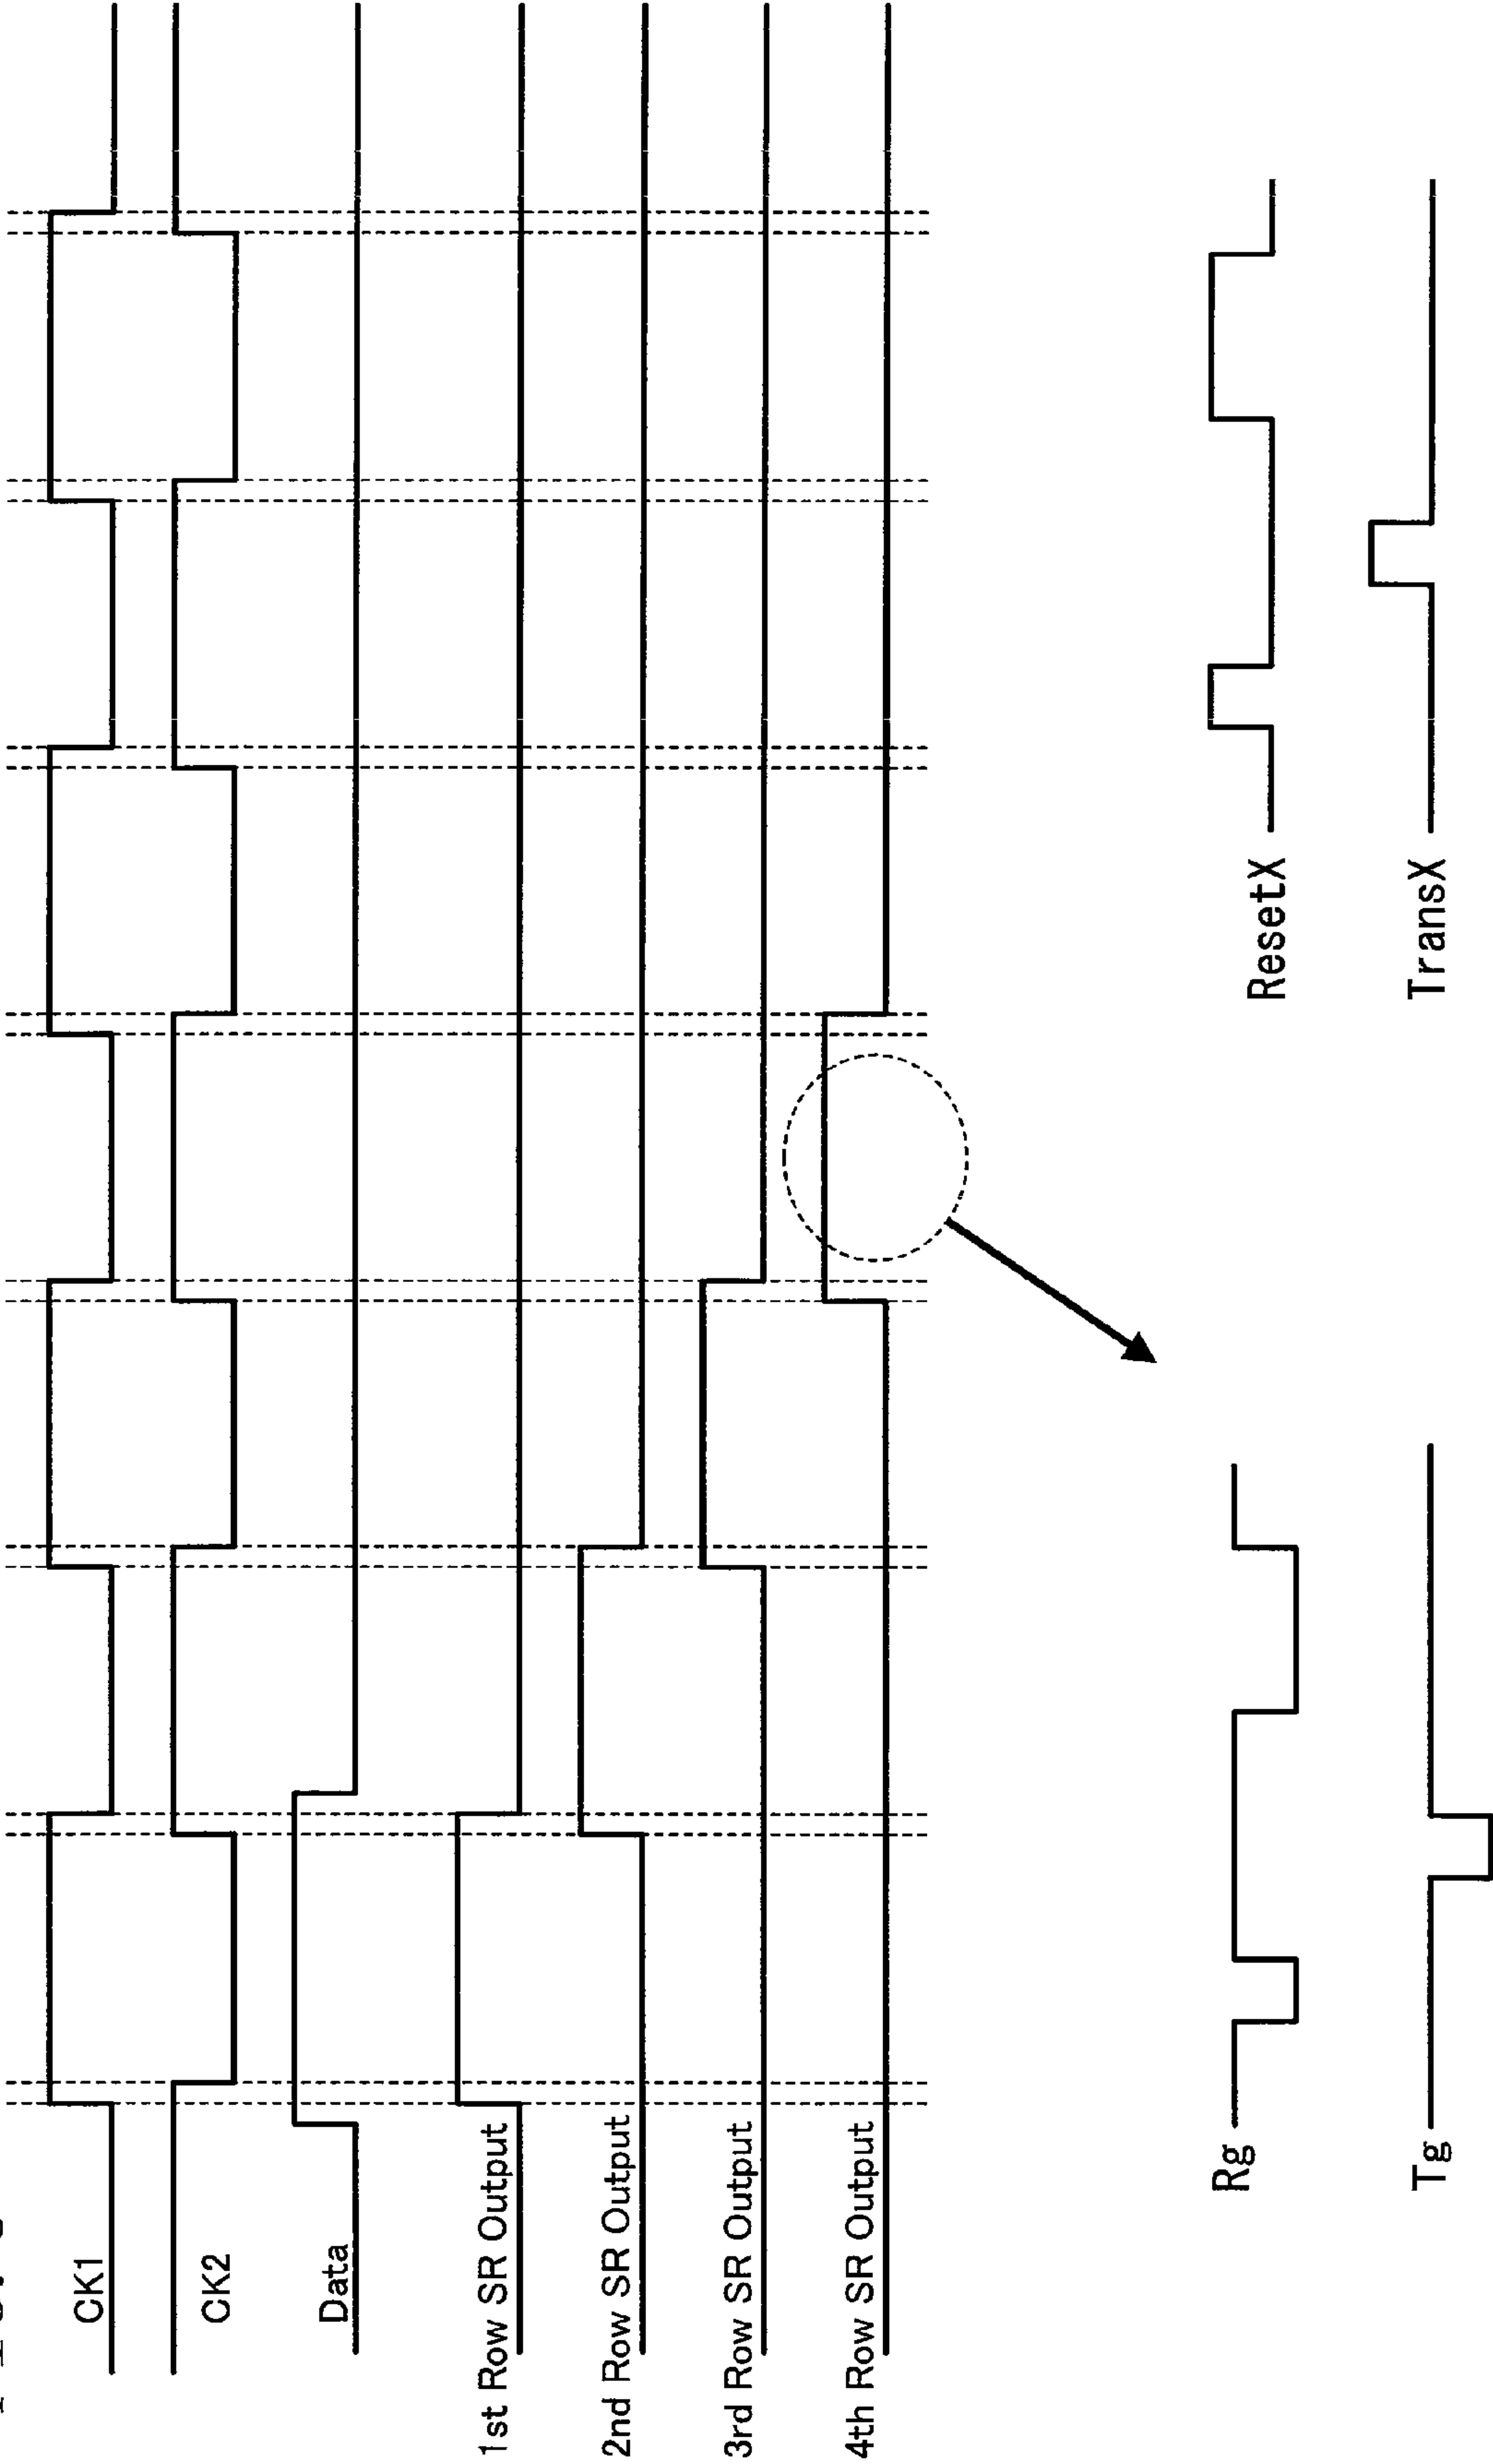 CK1
CK2
Data
1st Row SR Output
2nd Row SR Output
3rd Row SR Output
4th Row SR Output
Rg
Tg
ResetX
TransX